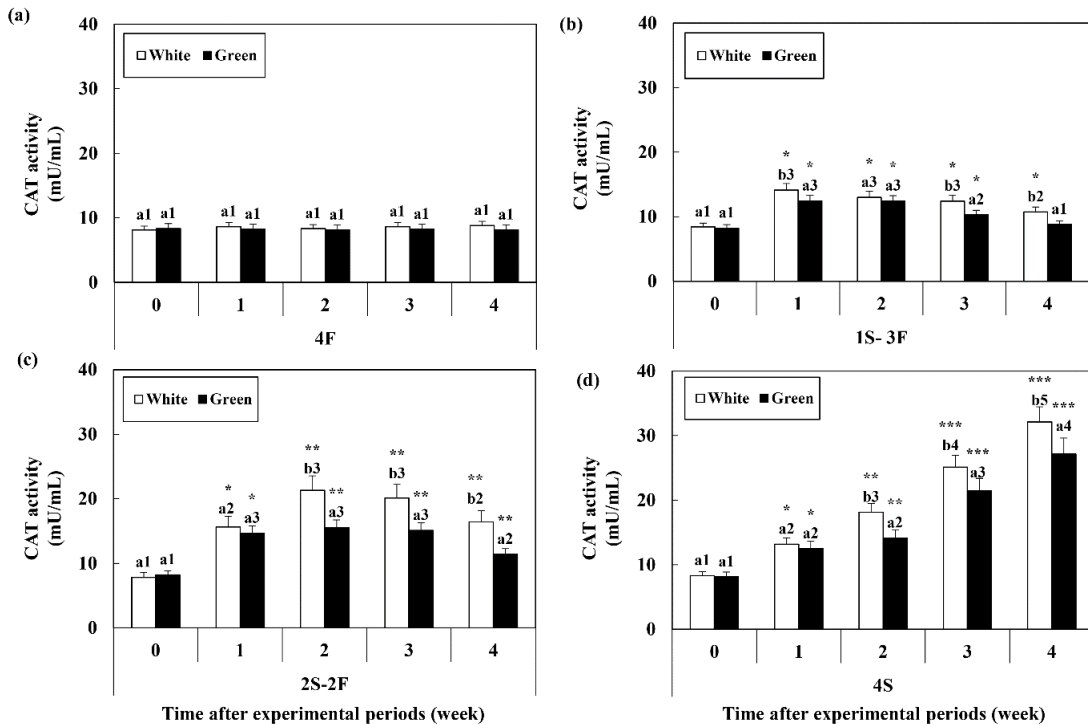 (a)
40
30
20
10
0
CAT activity
(mU/mL)
White Green
a1 a1 a1 a1 a1 a1 a1 a1 a1 a1
0 1 2 3 4
4F
(b)
40
30
20
10
0
CAT activity
(mU/mL)
White Green
* * * * * * *
a1 a1 b3 a3 a3 a3 b3 a2 b2 a1
0 1 2 3 4
1S- 3F
(c)
40
30
20
10
0
CAT activity
(mU/mL)
White Green
* * ** ** ** ** ** **
a1 a1 a2 a3 b3 a3 b3 a3 b2 a2
0 1 2 3 4
2S-2F
Time after experimental periods (week)
(d)
40
30
20
10
0
CAT activity
(mU/mL)
White Green
* * ** ** *** *** *** ***
a1 a1 a2 a2 b3 a2 b4 a3 b5 a4
0 1 2 3 4
4S
Time after experimental periods (week)